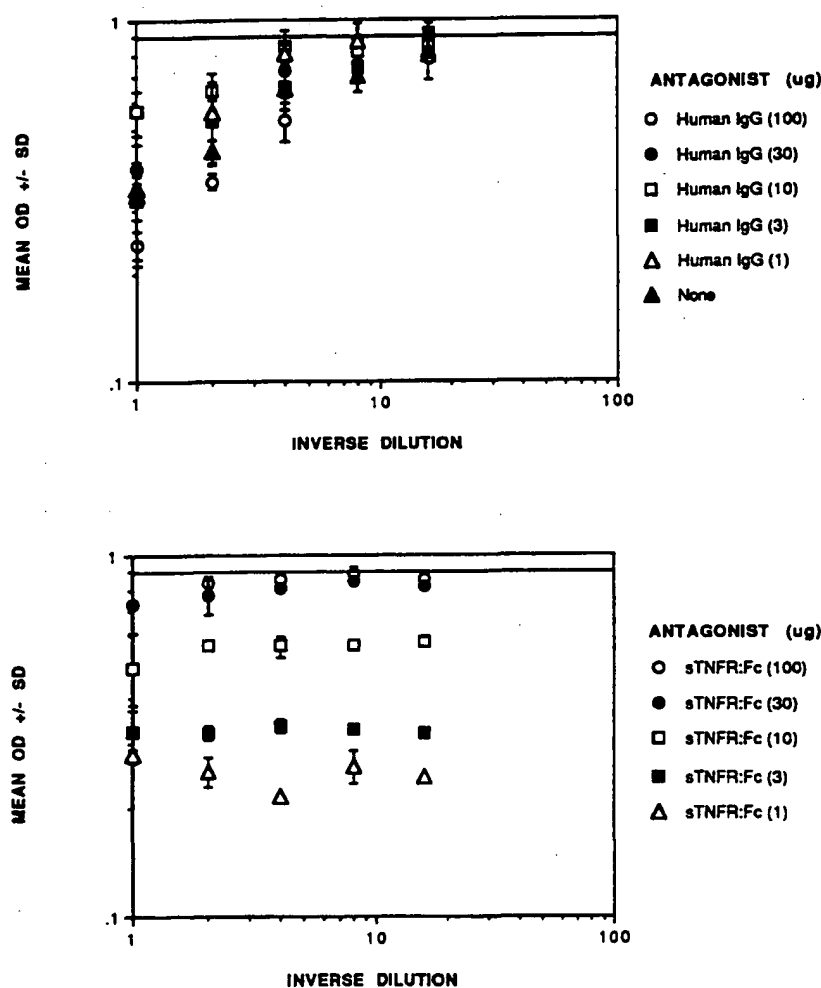 1
.1
1
10
100
MEAN OD +/- SD
INVERSE DILUTION
ANTAGONIST (ug)
Human IgG (100)
Human IgG (30)
Human IgG (10)
Human IgG (3)
Human IgG (1)
None
1
.1
1
10
100
MEAN OD +/- SD
INVERSE DILUTION
ANTAGONIST (ug)
sTNFR:Fc (100)
sTNFR:Fc (30)
sTNFR:Fc (10)
sTNFR:Fc (3)
sTNFR:Fc (1)